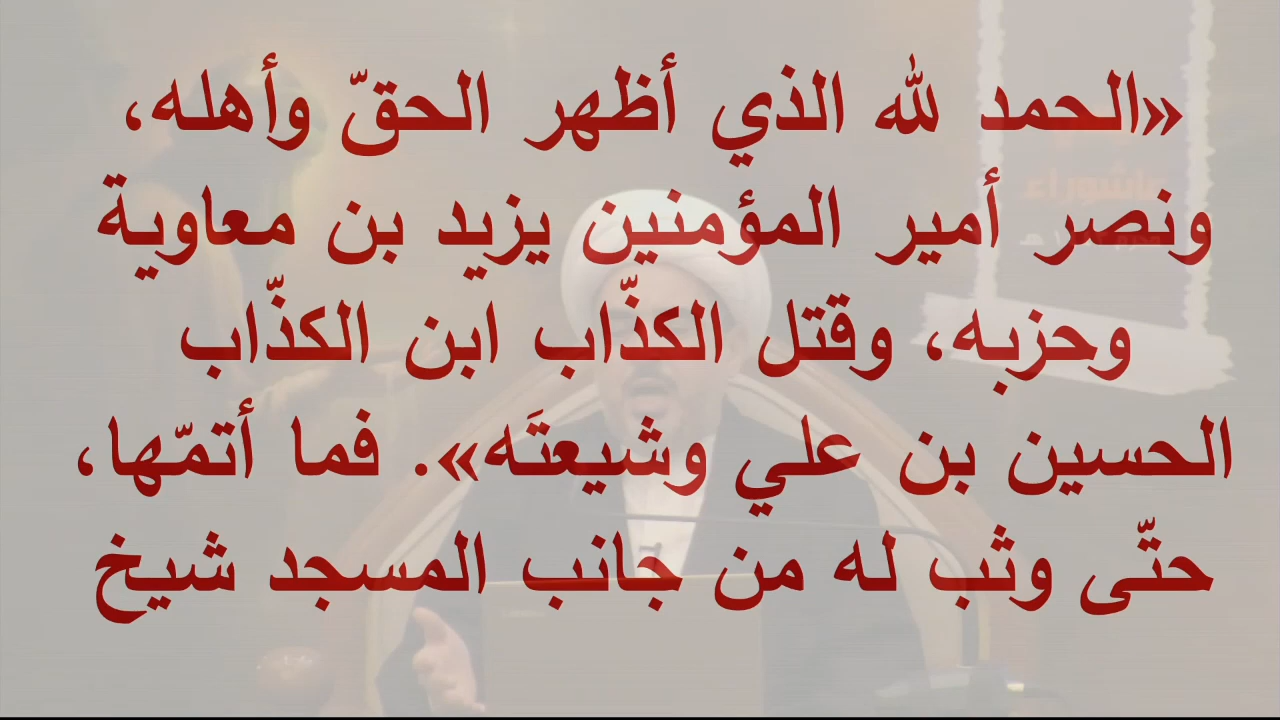 «الحمد لله الذي أظهر الحقّ وأهله،
ونصر أمير المؤمنين يزيد بن معاوية
وحزبه، وقتل الكذّاب ابن الكذّاب
الحسين بن علي وشيعتَه». فما أتمّها،
حتّى وثب له من جانب المسجد شيخ
عاشوراء